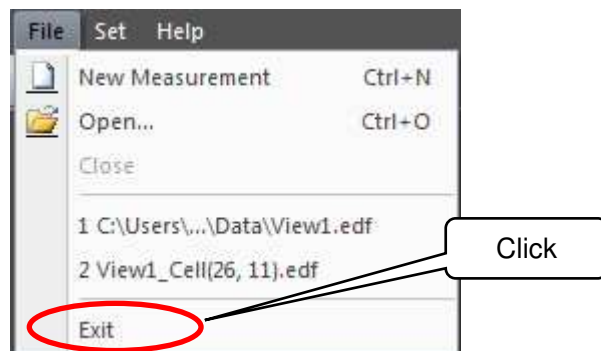 File Set Help
New Measurement Ctrl+N
Open... Ctrl+O
Close
1 C:\Users\...\Data\View1.edf
2 View1_Cell(26, 11).edf
Click
Exit